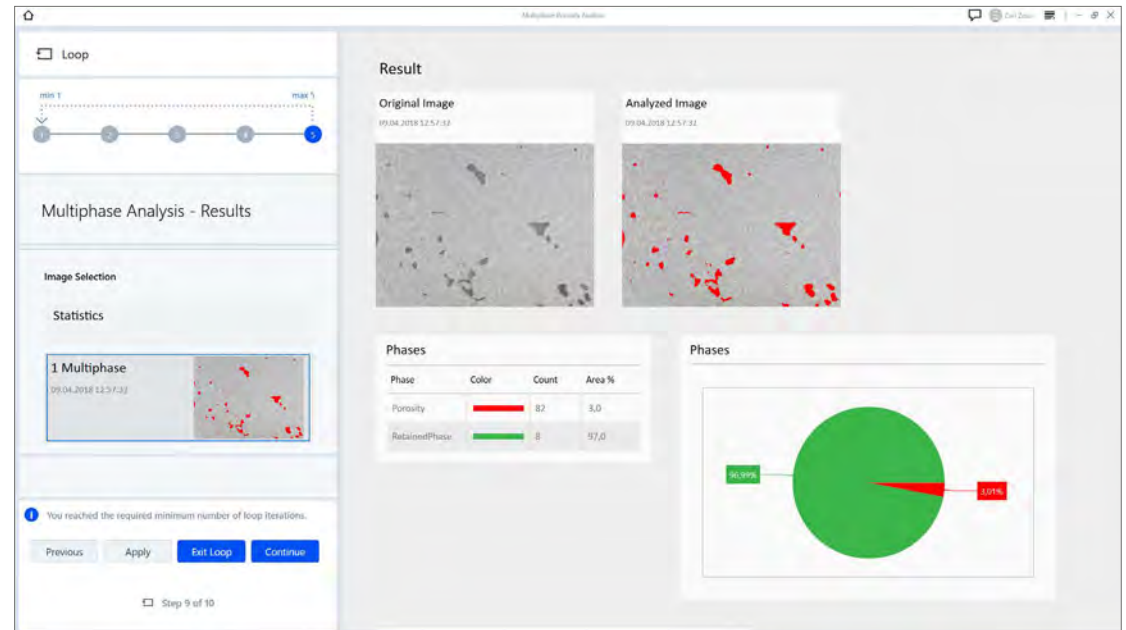 Multiphase Porosity Analysis
Loop
min 1
max 5
1
2
3
4
5
Multiphase Analysis - Results
Image Selection
Statistics
1 Multiphase
09.04.2018 12:57:32
You reached the required minimum number of loop iterations.
Previous
Apply
Exit Loop
Continue
Step 9 of 10
Result
Original Image
09.04.2018 12:57:32
Analyzed Image
09.04.2018 12:57:32
Phases
Phase Color Count Area %
Porosity 82 3,0
RetainedPhase 8 97,0
Phases
96,99%
3,01%